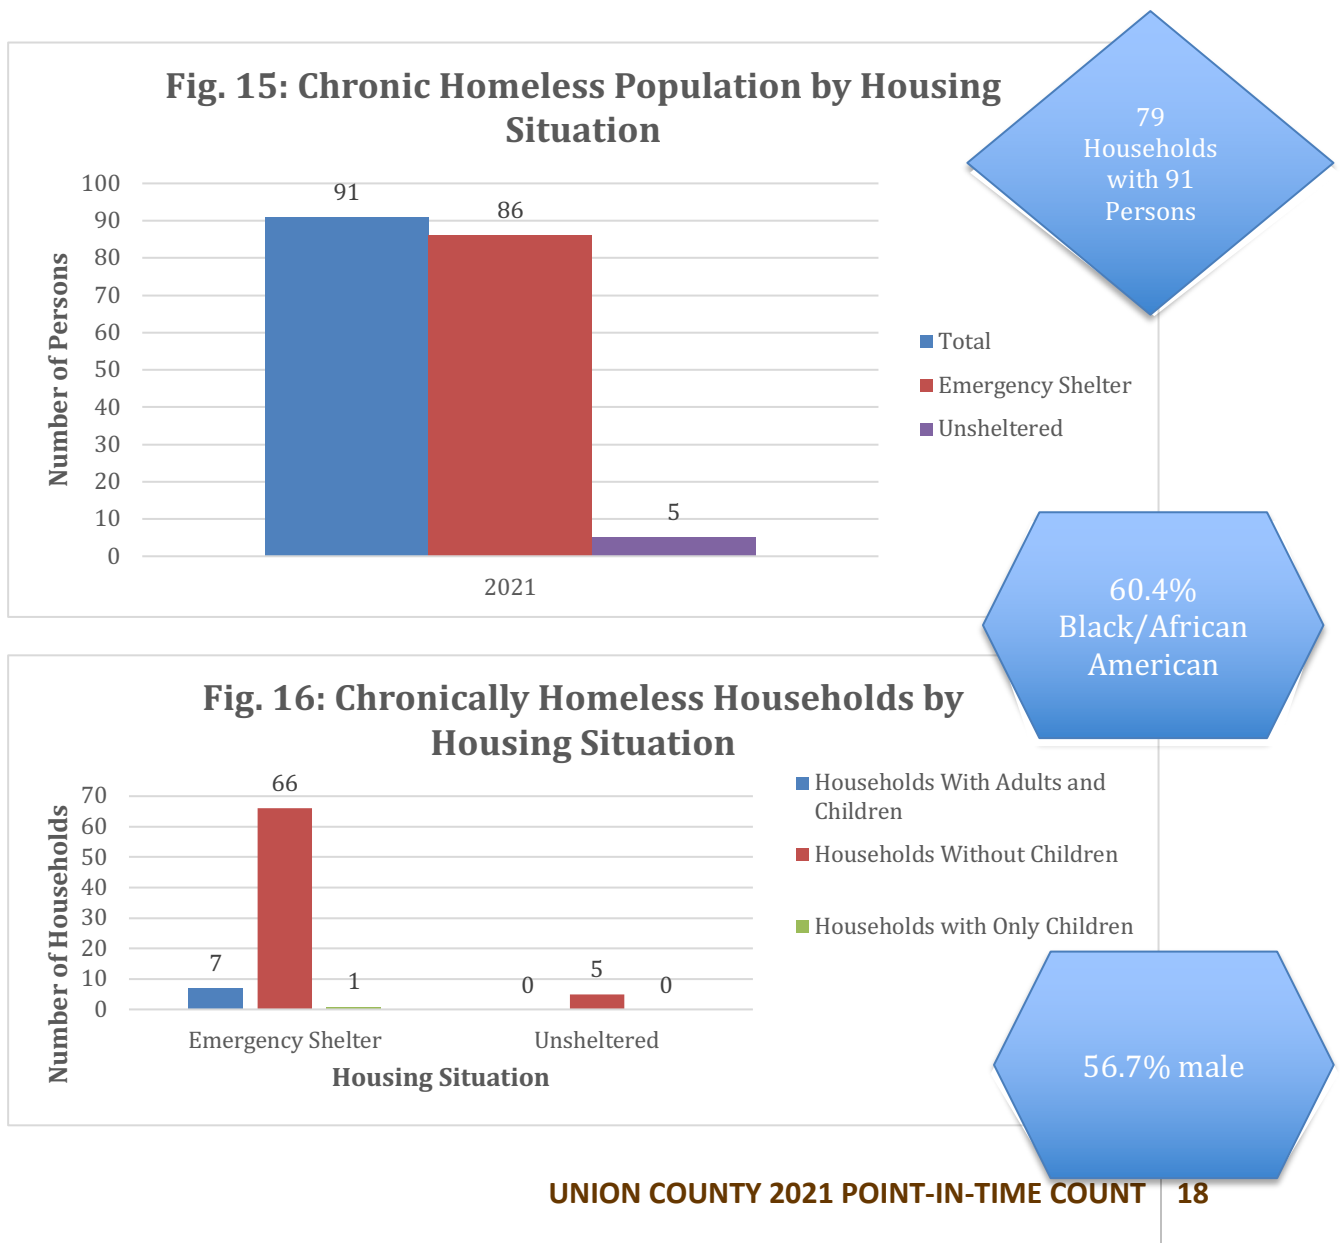 Fig. 15: Chronic Homeless Population by Housing
Situation
100
90
80
70
60
50
40
30
20
10
0
Number of Persons
91
86
5
2021
Total
Emergency Shelter
Unsheltered
79
Households
with 91
Persons
60.4%
Black/African
American
Fig. 16: Chronically Homeless Households by
Housing Situation
70
60
50
40
30
20
10
0
Number of Households
7
66
1
0
5
0
Emergency Shelter
Unsheltered
Housing Situation
Households With Adults and
Children
Households Without Children
Households with Only Children
56.7% male
UNION COUNTY 2021 POINT-IN-TIME COUNT 18